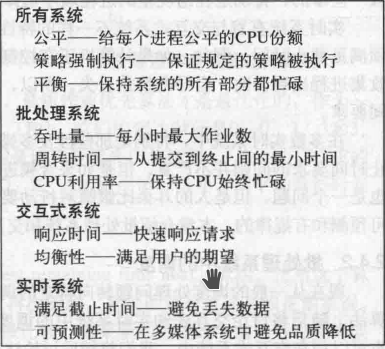 所有系统
公平——给每个进程公平的CPU份额
策略强制执行——保证规定的策略被执行
平衡——保持系统的所有部分都忙碌
批处理系统
吞吐量——每小时最大作业数
周转时间——从提交到终止间的最小时间
CPU利用率——保持CPU始终忙碌
交互式系统
响应时间——快速响应请求
均衡性——满足用户的期望
实时系统
满足截止时间——避免丢失数据
可预测性——在多媒体系统中避免品质降低